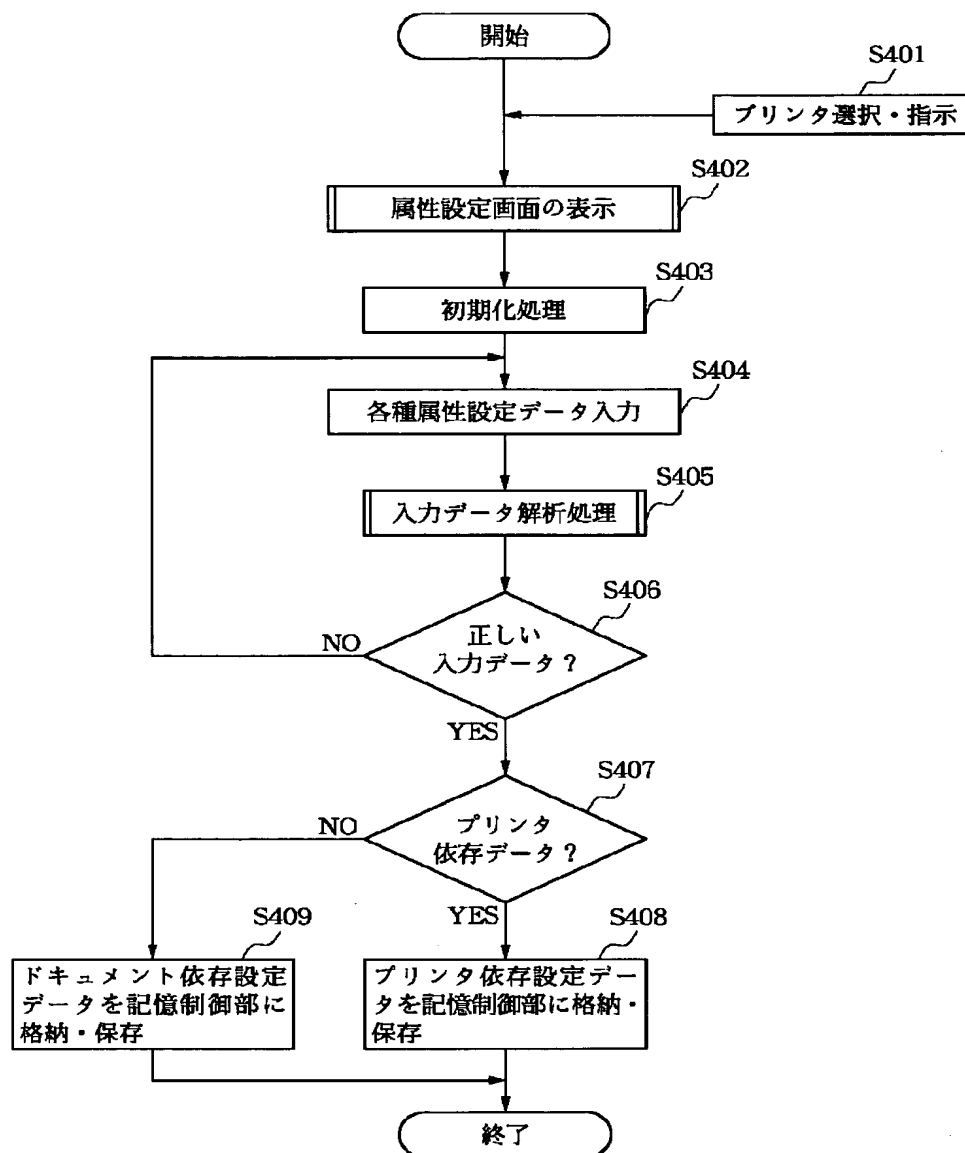 開始
S401
プリンタ選択・指示
S402
属性設定画面の表示
S403
初期化処理
S404
各種属性設定データ入力
S405
入力データ解析処理
S406
正しい
入力データ？
NO
YES
S407
プリンタ
依存データ？
NO
YES
S409
ドキュメント依存設定
データを記憶制御部に
格納・保存
S408
プリンタ依存設定デー
タを記憶制御部に格納・
保存
終了